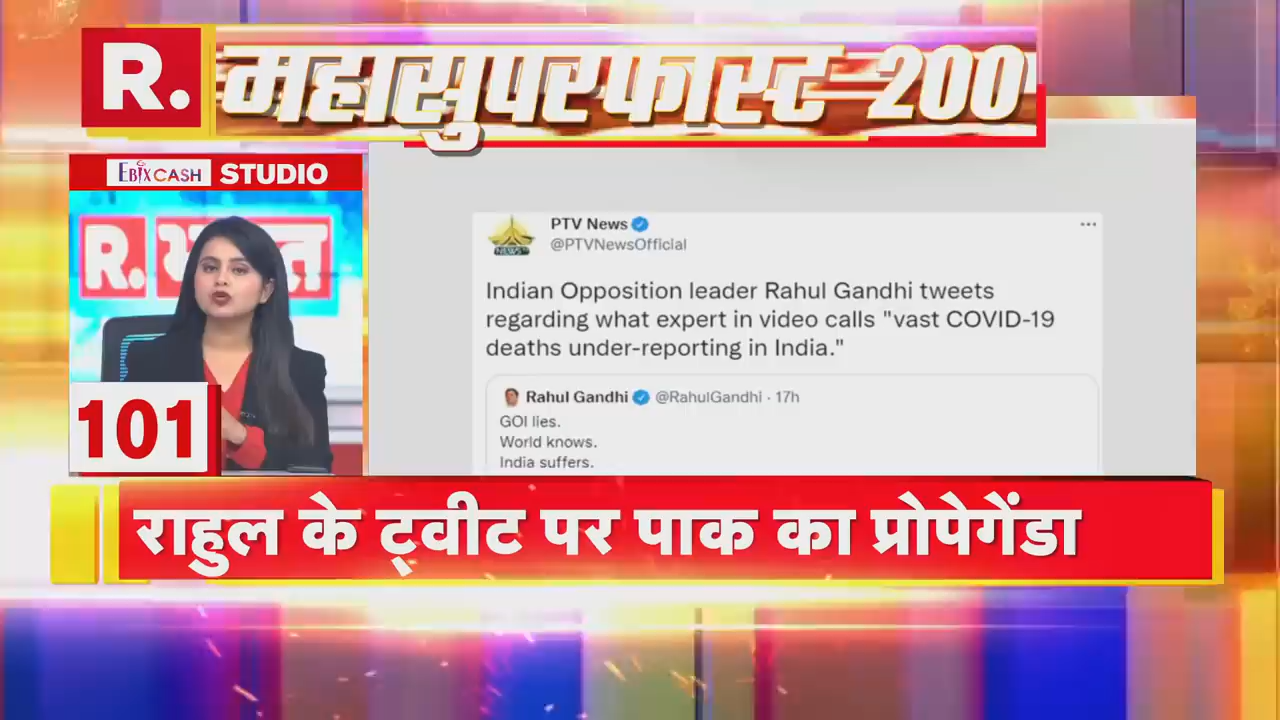 R. महासुपरफास्ट 200
EbixCASH STUDIO
R. भारत
101
PTV News
@PTVNewsOfficial
Indian Opposition leader Rahul Gandhi tweets
regarding what expert in video calls "vast COVID-19
deaths under-reporting in India."
Rahul Gandhi @RahulGandhi · 17h
GOI lies.
World knows.
India suffers.
राहुल के ट्वीट पर पाक का प्रोपेगेंडा